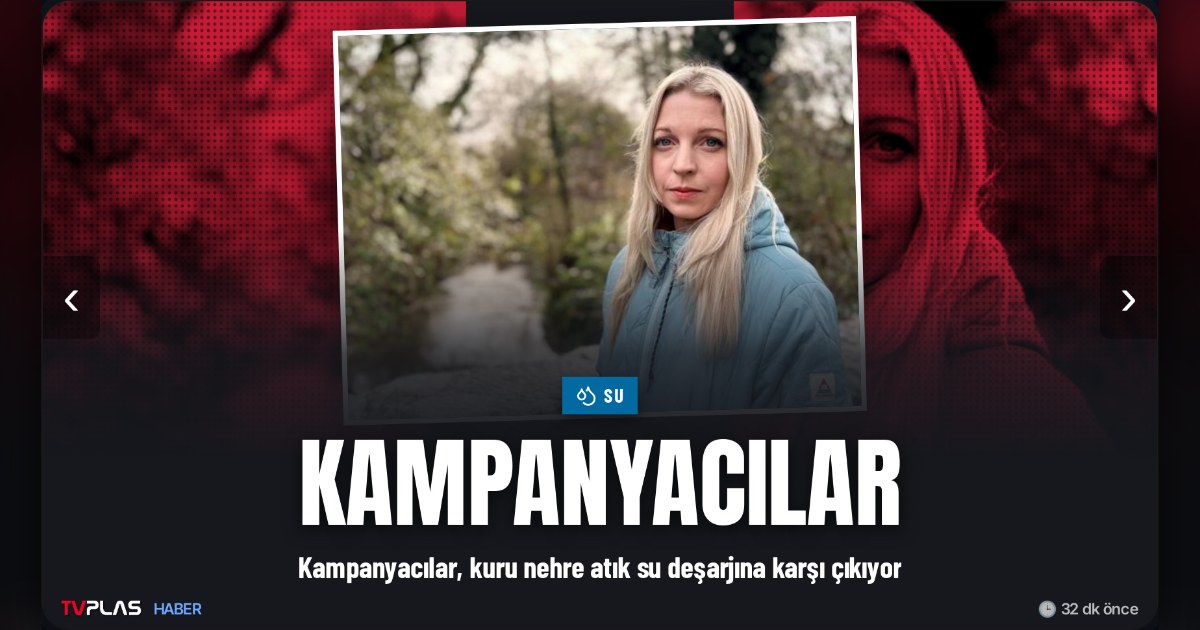 SU
KAMPANYACILAR
Kampanyacılar, kuru nehre atık su deşarjına karşı çıkıyor
TVPLAS HABER
32 dk önce